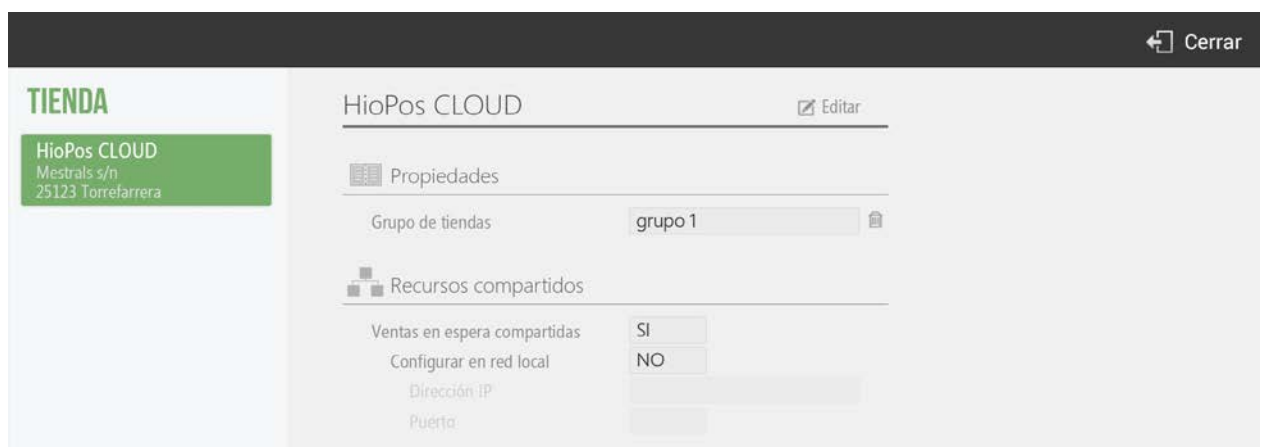 Cerrar
TIENDA
HioPos CLOUD
Mestrals s/n
25123 Torrefarrera
HioPos CLOUD
Editar
Propiedades
Grupo de tiendas grupo 1
Recursos compartidos
Ventas en espera compartidas SI
Configurar en red local NO
Dirección IP
Puerto